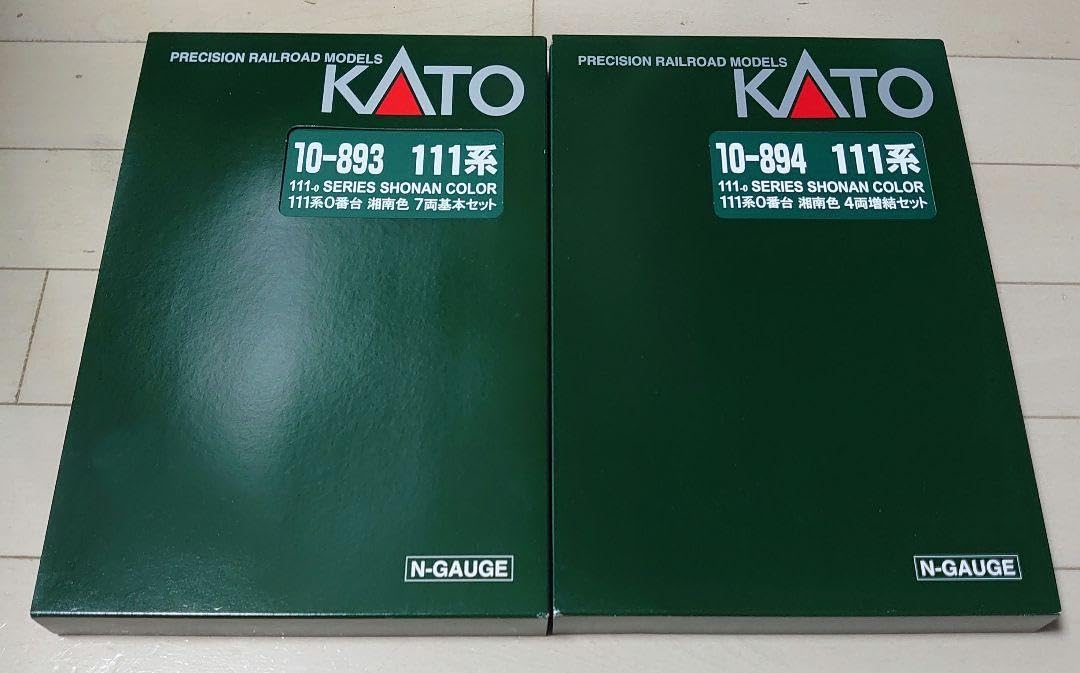 PRECISION RAILROAD MODELS
KATO
10-893 111系
111-0 SERIES SHONAN COLOR
111系0番台 湘南色 7両基本セット
N-GAUGE
PRECISION RAILROAD MODELS
KATO
10-894 111系
111-0 SERIES SHONAN COLOR
111系0番台 湘南色 4両増結セット
N-GAUGE